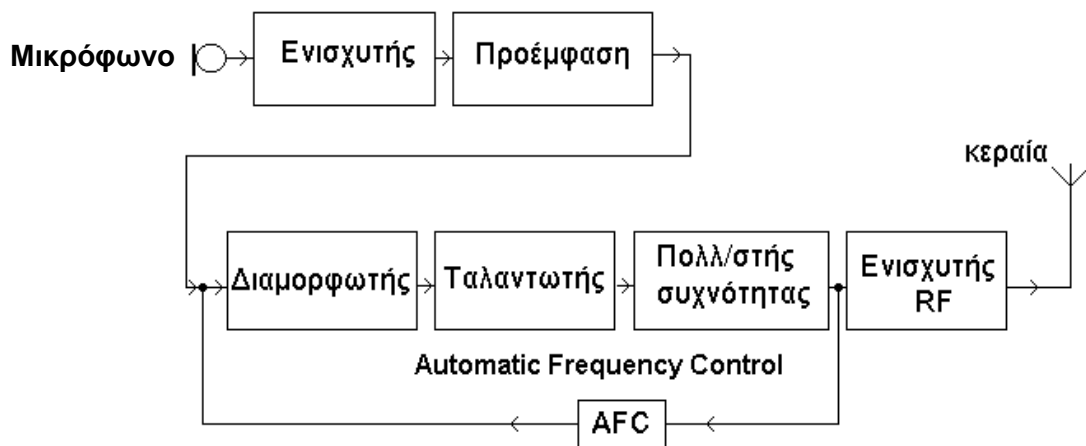 Μικρόφωνο
Ενισχυτής
Προέμφαση
κεραία
Διαμορφωτής
Ταλαντωτής
Πολλ/στής
συχνότητας
Ενισχυτής
RF
Automatic Frequency Control
AFC